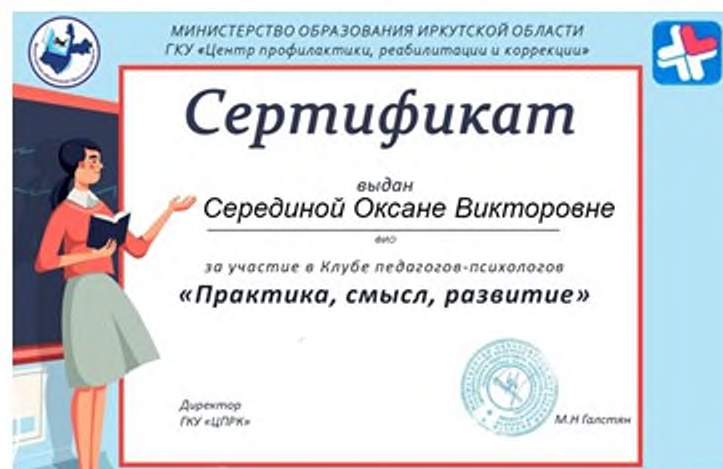 МИНИСТЕРСТВО ОБРАЗОВАНИЯ ИРКУТСКОЙ ОБЛАСТИ
ГКУ «Центр профилактики, реабилитации и коррекции»
Сертификат
выдан
Серединой Оксане Викторовне
ФИО
за участие в Клубе педагогов-психологов
«Практика, смысл, развитие»
Директор
ГКУ «ЦПРК»
М.Н Галстян